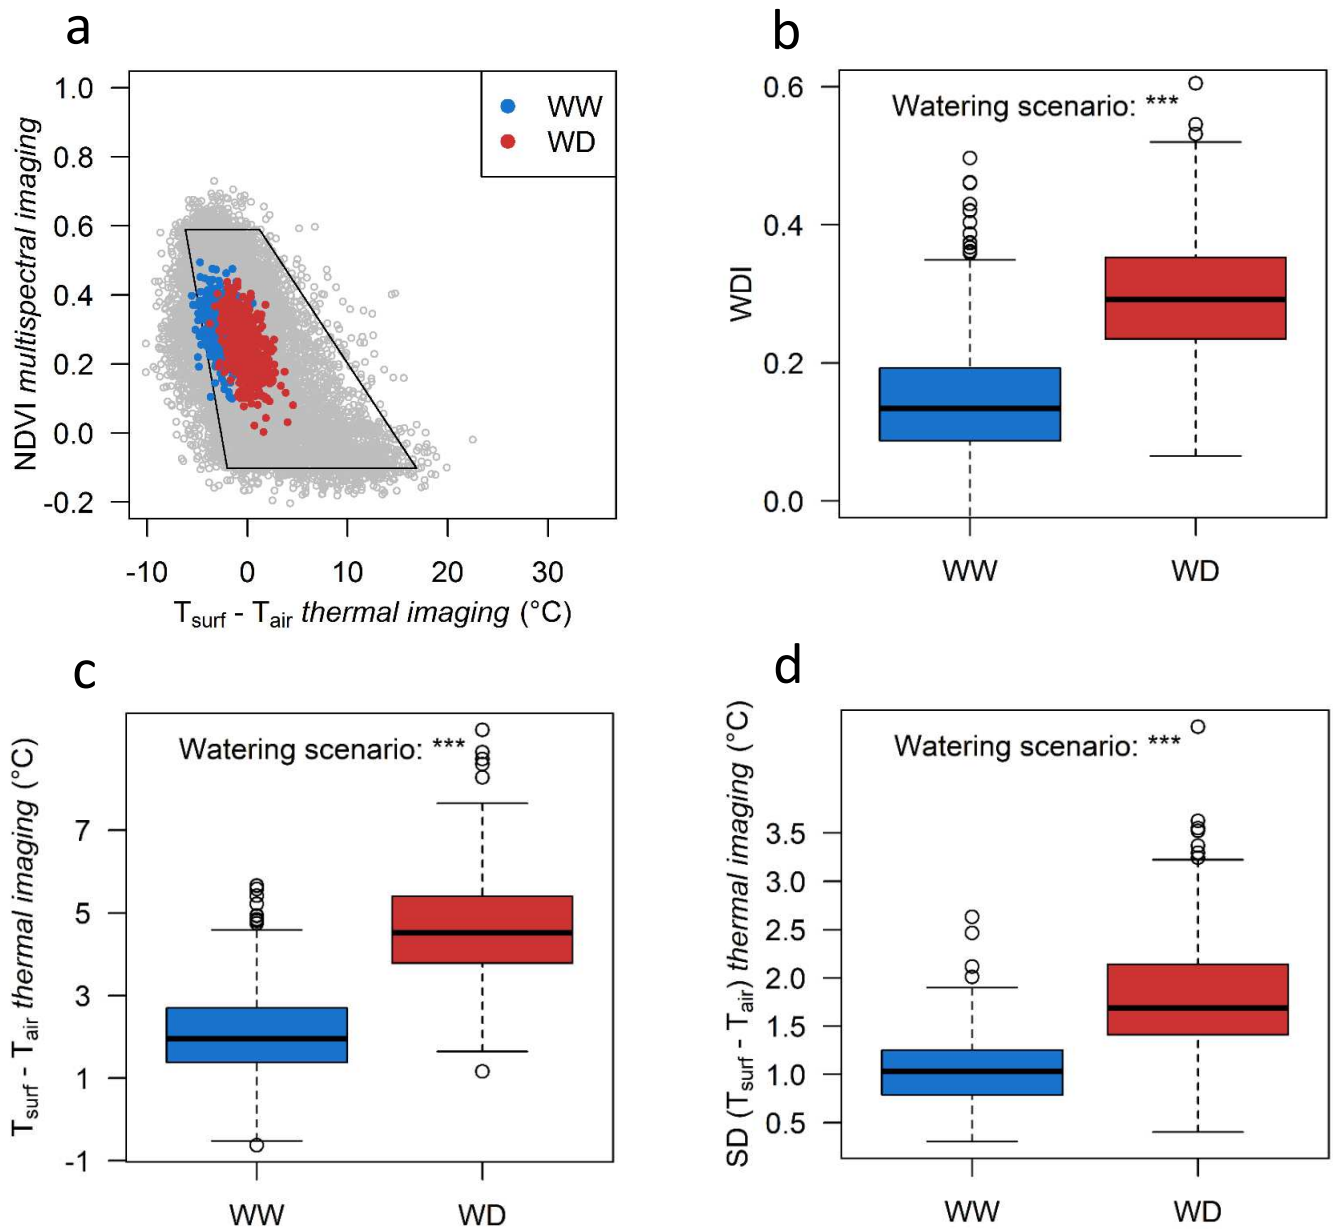 a
1.0
0.8
0.6
0.4
0.2
0.0
-0.2
NDVI multispectral imaging
WW
WD
-10 0 10 20 30
Tsurf - Tair thermal imaging (°C)
b
0.6
0.4
0.2
0.0
WDI
Watering scenario: ***
WW WD
c
7
5
3
1
-1
Tsurf - Tair thermal imaging (°C)
Watering scenario: ***
WW WD
d
3.5
3.0
2.5
2.0
1.5
1.0
0.5
SD (Tsurf - Tair) thermal imaging (°C)
Watering scenario: ***
WW WD